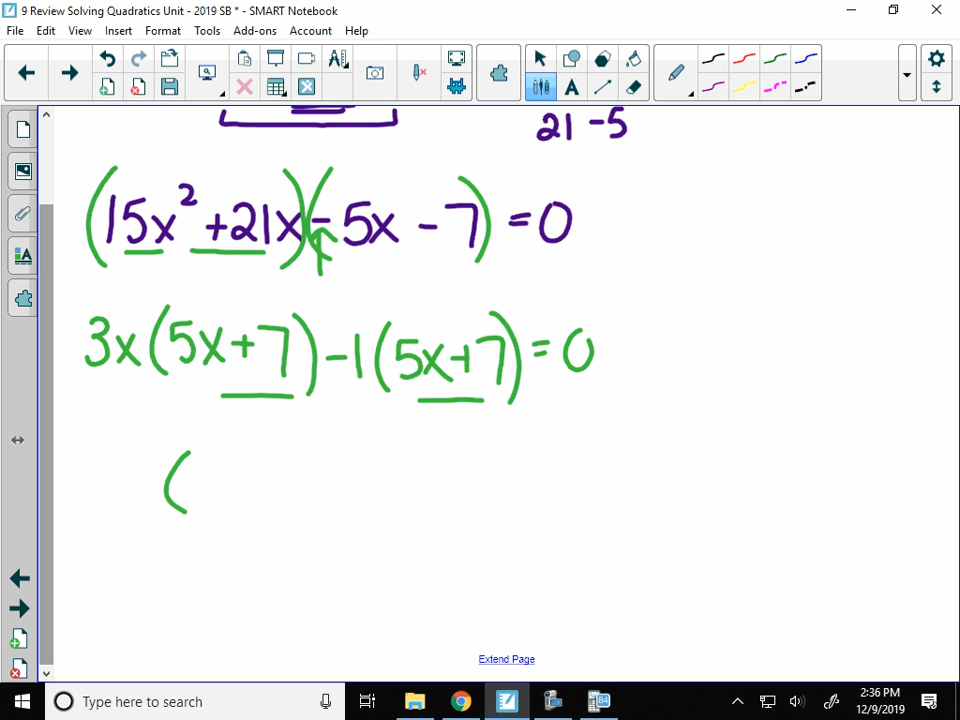 9 Review Solving Quadratics Unit - 2019 SB * - SMART Notebook
File Edit View Insert Format Tools Add-ons Account Help
21 -5
(15x² +21x)(-5x - 7) = 0
3x(5x+7) -1(5x+7) = 0
(
Extend Page
Type here to search
2:36 PM
12/9/2019